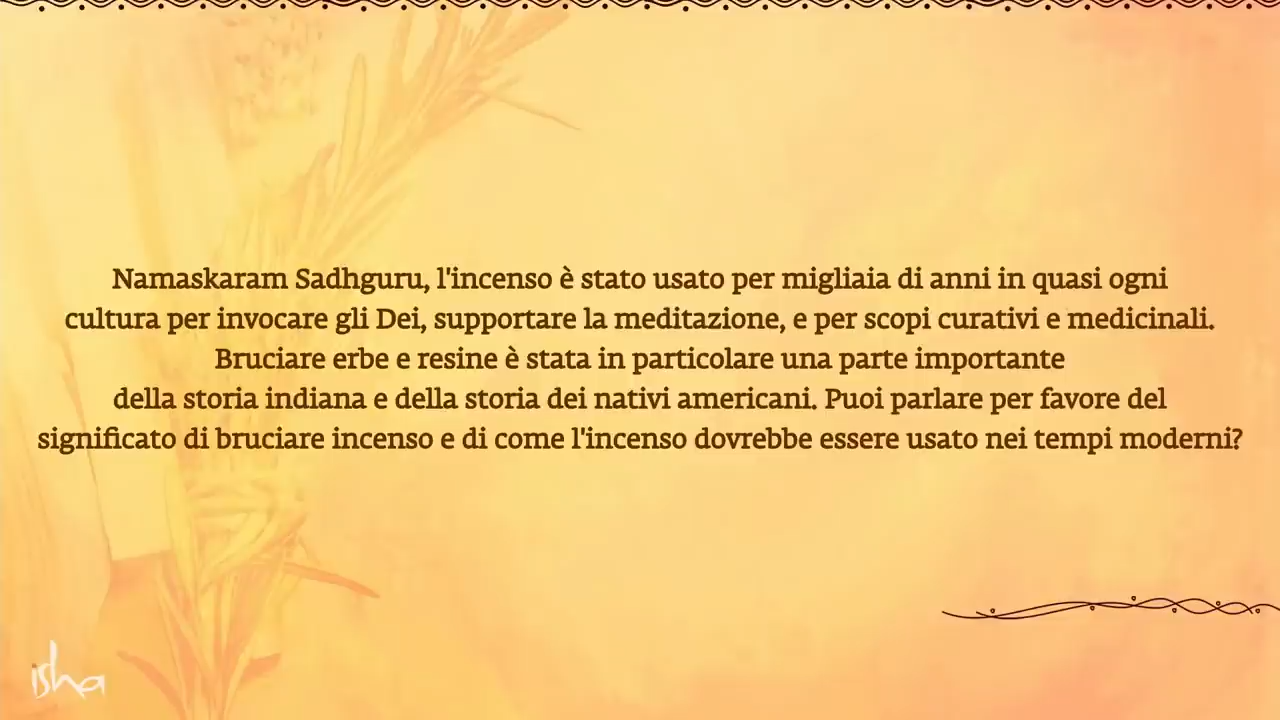 Namaskaram Sadhguru, l'incenso è stato usato per migliaia di anni in quasi ogni
cultura per invocare gli Dei, supportare la meditazione, e per scopi curativi e medicinali.
Bruciare erbe e resine è stata in particolare una parte importante
della storia indiana e della storia dei nativi americani. Puoi parlare per favore del
significato di bruciare incenso e di come l'incenso dovrebbe essere usato nei tempi moderni?
isha